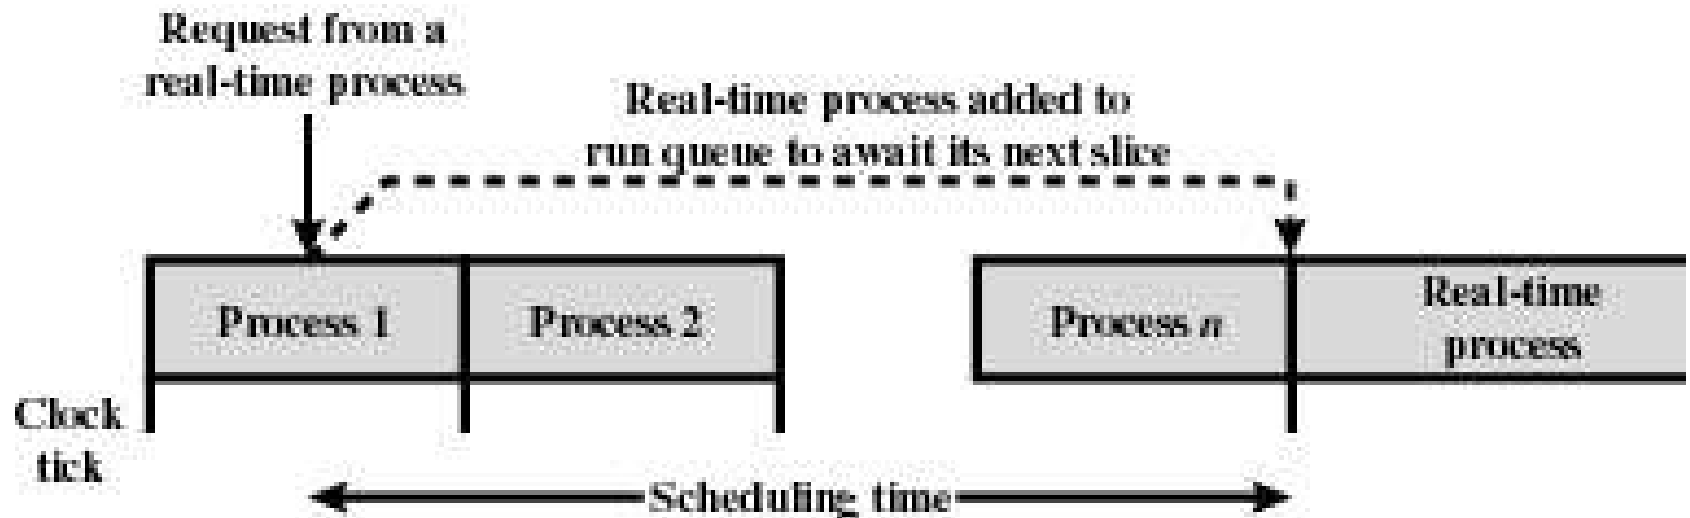 Request from a
real-time process
Real-time process added to
run queue to await its next slice
Process 1
Process 2
Process n
Real-time
process
Clock
tick
Scheduling time